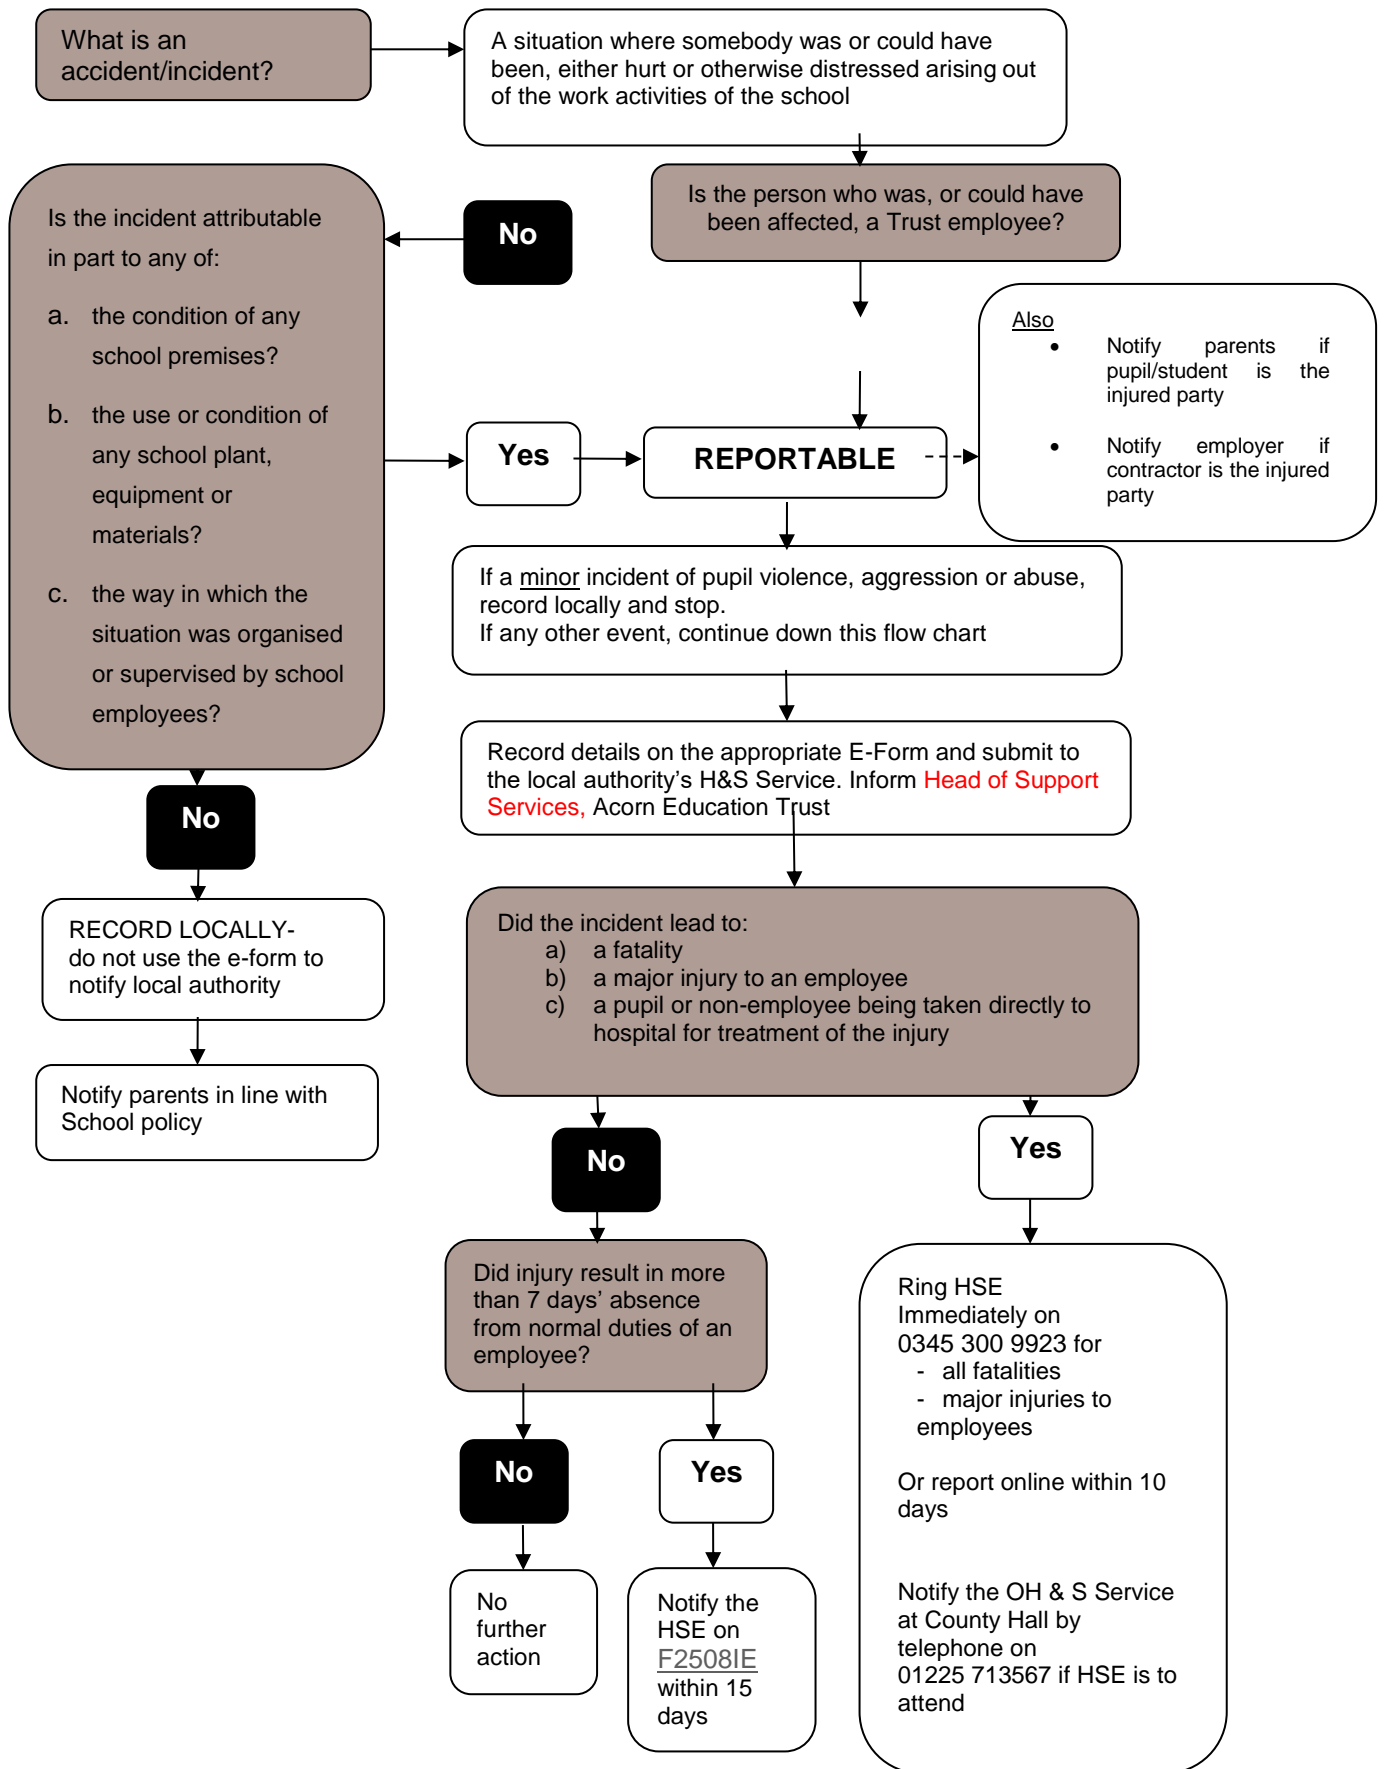 What is an
accident/incident?
A situation where somebody was or could have
been, either hurt or otherwise distressed arising out
of the work activities of the school
Is the person who was, or could have
been affected, a Trust employee?
No
Is the incident attributable
in part to any of:
a. the condition of any
school premises?
b. the use or condition of
any school plant,
equipment or
materials?
c. the way in which the
situation was organised
or supervised by school
employees?
Also
• Notify parents if
pupil/student is the
injured party
• Notify employer if
contractor is the injured
party
Yes
REPORTABLE
If a minor incident of pupil violence, aggression or abuse,
record locally and stop.
If any other event, continue down this flow chart
Record details on the appropriate E-Form and submit to
the local authority’s H&S Service. Inform Head of Support
Services, Acorn Education Trust
No
RECORD LOCALLY-
do not use the e-form to
notify local authority
Notify parents in line with
School policy
Did the incident lead to:
a) a fatality
b) a major injury to an employee
c) a pupil or non-employee being taken directly to
hospital for treatment of the injury
No
Yes
Did injury result in more
than 7 days’ absence
from normal duties of an
employee?
No
Yes
No
further
action
Notify the
HSE on
F2508IE
within 15
days
Ring HSE
Immediately on
0345 300 9923 for
- all fatalities
- major injuries to
employees
Or report online within 10
days
Notify the OH & S Service
at County Hall by
telephone on
01225 713567 if HSE is to
attend